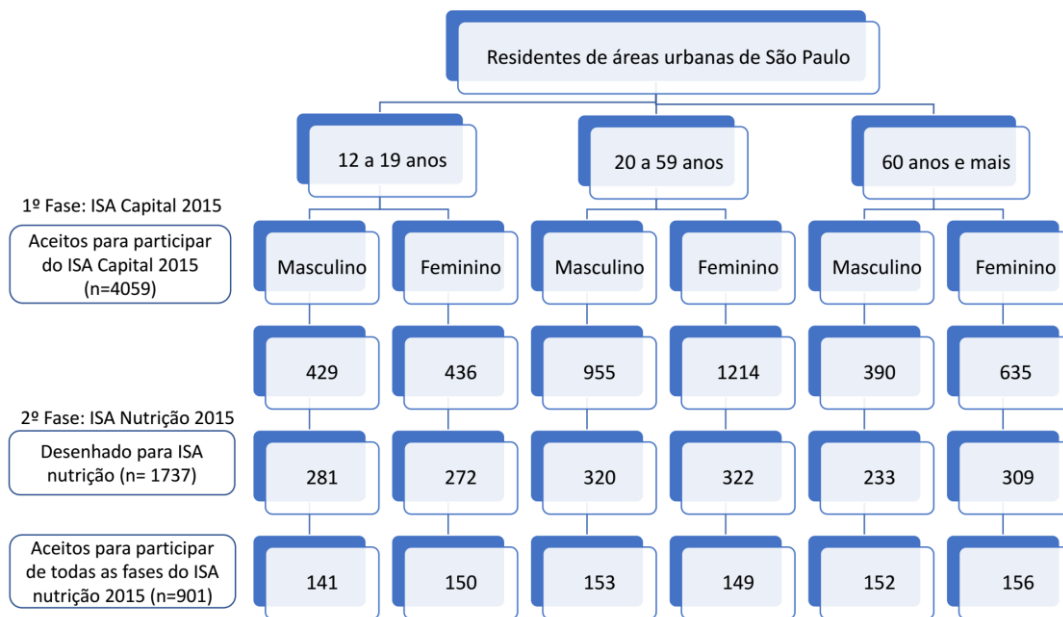 Residentes de áreas urbanas de São Paulo
12 a 19 anos
20 a 59 anos
60 anos e mais
1º Fase: ISA Capital 2015
Aceitos para participar
do ISA Capital 2015
(n=4059)
Masculino
Feminino
Masculino
Feminino
Masculino
Feminino
429
436
955
1214
390
635
2º Fase: ISA Nutrição 2015
Desenhado para ISA
nutrição (n= 1737)
281
272
320
322
233
309
Aceitos para participar
de todas as fases do ISA
nutrição 2015 (n=901)
141
150
153
149
152
156